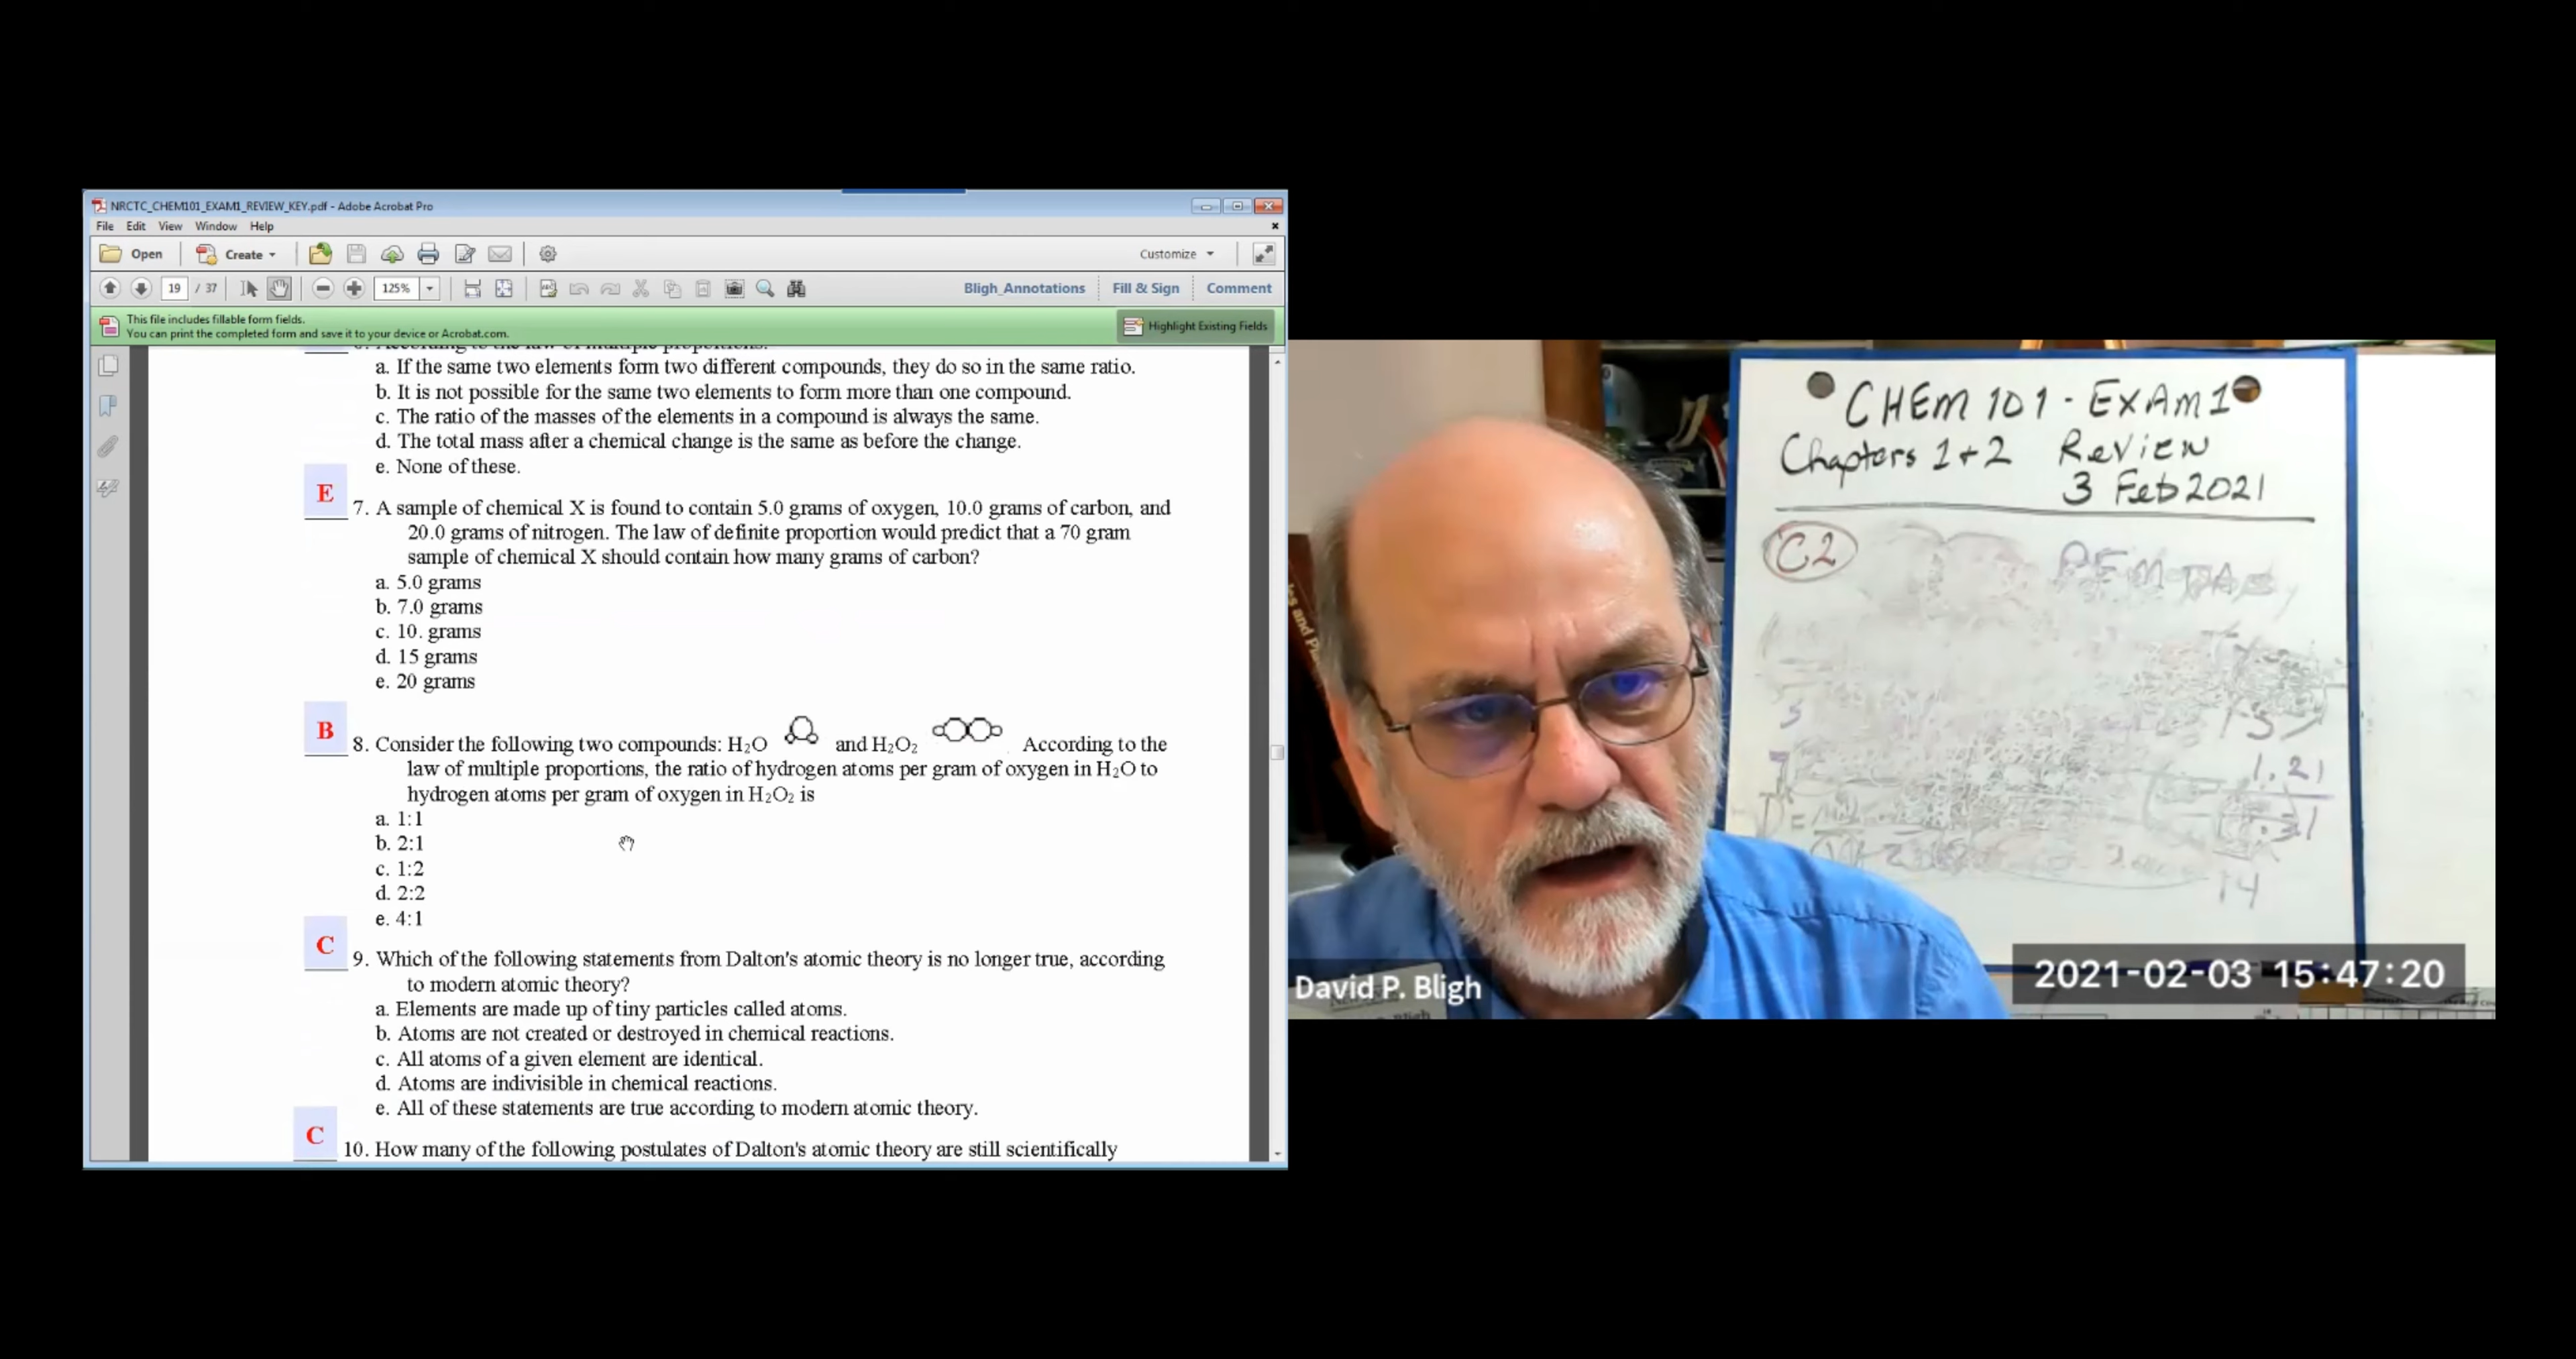 NRCTC_CHEM101_EXAM1_REVIEW_KEY.pdf - Adobe Acrobat Pro
File Edit View Window Help
Open Create Customize
19 / 37 125% Bligh_Annotations Fill & Sign Comment
This file includes fillable form fields.
You can print the completed form and save it to your device or Acrobat.com.
Highlight Existing Fields
6. According to the law of multiple proportions:
a. If the same two elements form two different compounds, they do so in the same ratio.
b. It is not possible for the same two elements to form more than one compound.
c. The ratio of the masses of the elements in a compound is always the same.
d. The total mass after a chemical change is the same as before the change.
e. None of these.
E
7. A sample of chemical X is found to contain 5.0 grams of oxygen, 10.0 grams of carbon, and
20.0 grams of nitrogen. The law of definite proportion would predict that a 70 gram
sample of chemical X should contain how many grams of carbon?
a. 5.0 grams
b. 7.0 grams
c. 10. grams
d. 15 grams
e. 20 grams
B
8. Consider the following two compounds: H₂O and H₂O₂ According to the
law of multiple proportions, the ratio of hydrogen atoms per gram of oxygen in H₂O to
hydrogen atoms per gram of oxygen in H₂O₂ is
a. 1:1
b. 2:1
c. 1:2
d. 2:2
e. 4:1
C
9. Which of the following statements from Dalton's atomic theory is no longer true, according
to modern atomic theory?
a. Elements are made up of tiny particles called atoms.
b. Atoms are not created or destroyed in chemical reactions.
c. All atoms of a given element are identical.
d. Atoms are indivisible in chemical reactions.
e. All of these statements are true according to modern atomic theory.
C
10. How many of the following postulates of Dalton's atomic theory are still scientifically
CHEM 101 - EXAM 1
Chapters 1+2 Review
3 Feb 2021
C2
PEMDAS
1.21
14
David P. Bligh
2021-02-03 15:47:20